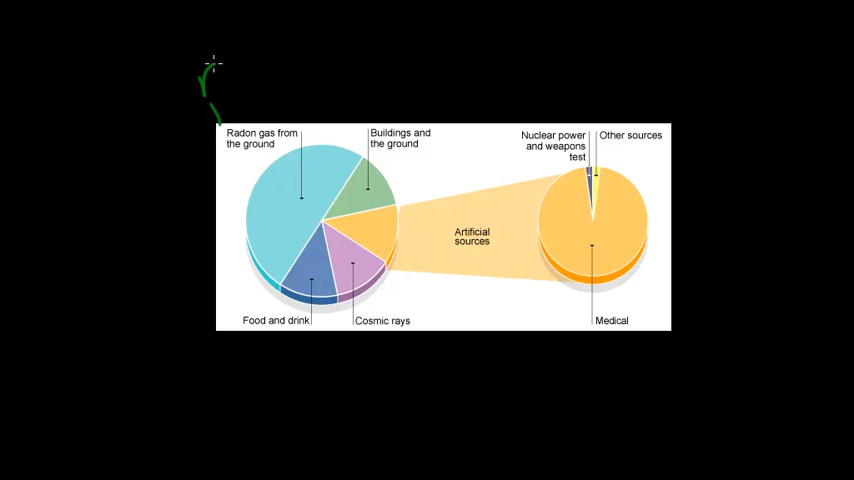 Radon gas from
the ground
Buildings and
the ground
Nuclear power
and weapons
test
Other sources
Artificial
sources
Food and drink
Cosmic rays
Medical